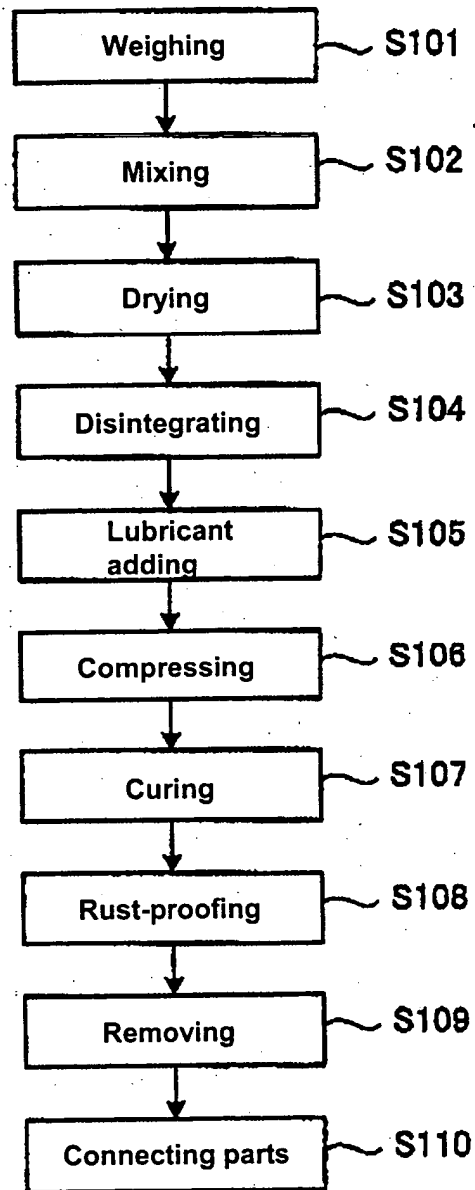 Weighing S101
Mixing S102
Drying S103
Disintegrating S104
Lubricant
adding S105
Compressing S106
Curing S107
Rust-proofing S108
Removing S109
Connecting parts S110